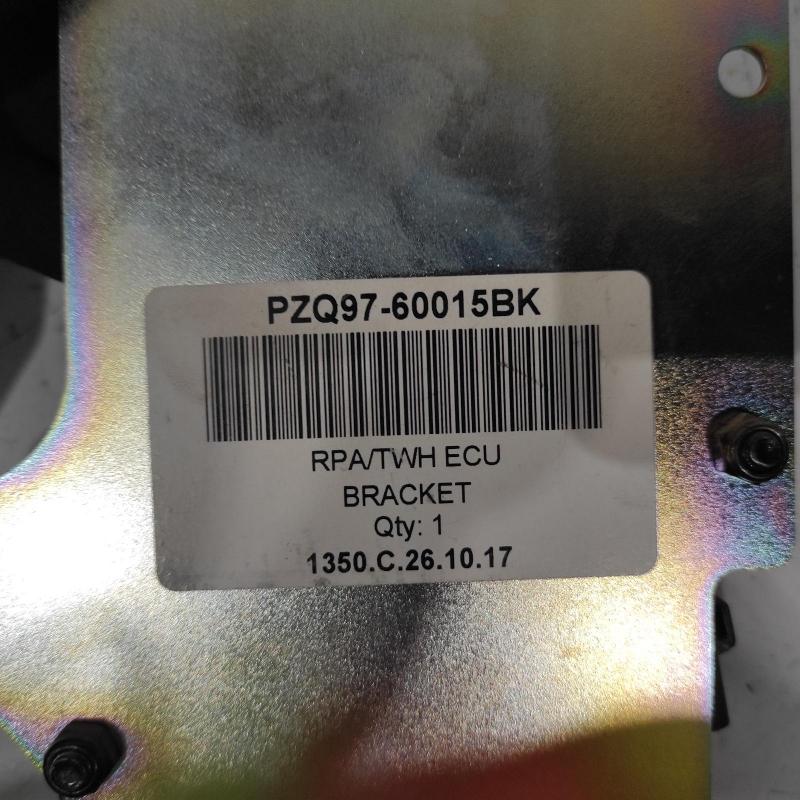 PZQ97-60015BK
RPA/TWH ECU
BRACKET
Qty: 1
1350.C.26.10.17